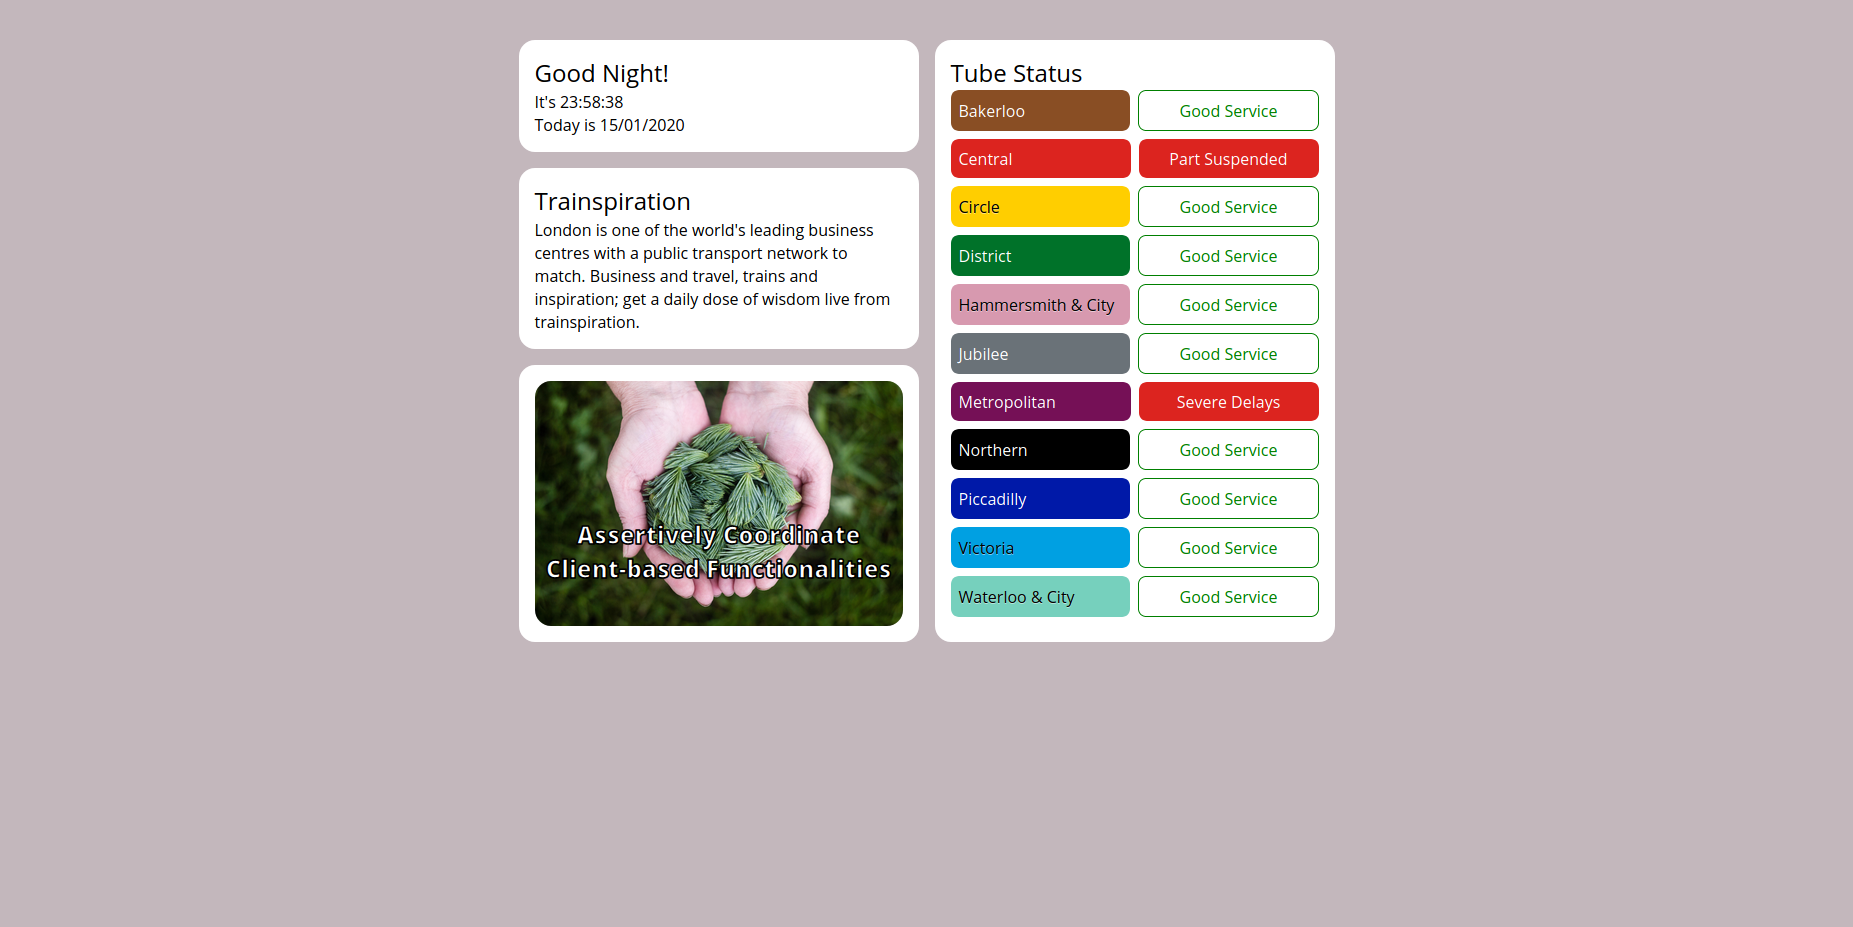 Good Night!
It's 23:58:38
Today is 15/01/2020
Trainspiration
London is one of the world's leading business
centres with a public transport network to
match. Business and travel, trains and
inspiration; get a daily dose of wisdom live from
trainspiration.
Assertively Coordinate
Client-based Functionalities
Tube Status
Bakerloo Good Service
Central Part Suspended
Circle Good Service
District Good Service
Hammersmith & City Good Service
Jubilee Good Service
Metropolitan Severe Delays
Northern Good Service
Piccadilly Good Service
Victoria Good Service
Waterloo & City Good Service